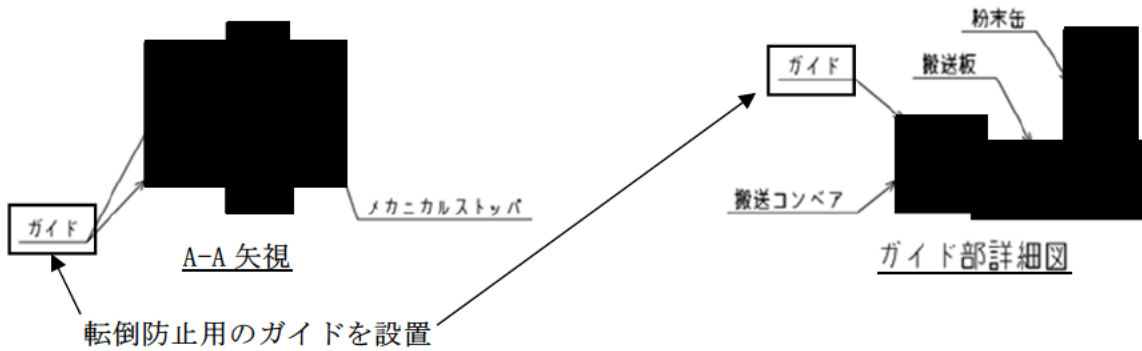 粉末缶
ガイド
搬送板
搬送コンベア
メカニカルストッパ
ガイド
A-A 矢視
ガイド部詳細図
転倒防止用のガイドを設置